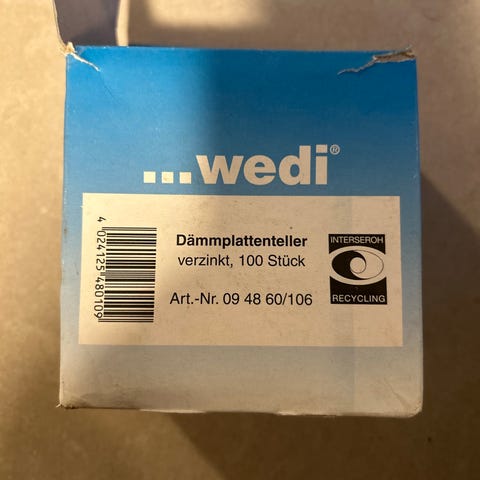 ...wedi®
Dämmplattenteller
verzinkt, 100 Stück
Art.-Nr. 09 48 60/106
INTERSEROH
RECYCLING
4 024125 480109